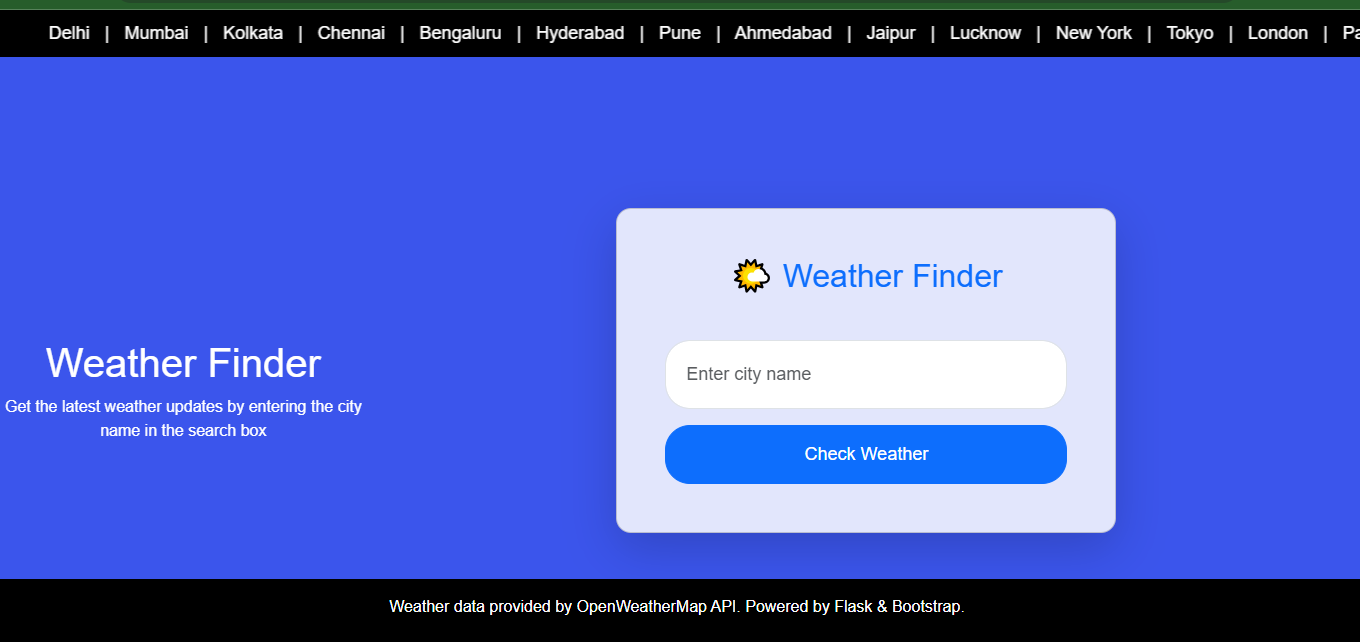 Delhi | Mumbai | Kolkata | Chennai | Bengaluru | Hyderabad | Pune | Ahmedabad | Jaipur | Lucknow | New York | Tokyo | London |
Weather Finder
Get the latest weather updates by entering the city
name in the search box
Weather Finder
Enter city name
Check Weather
Weather data provided by OpenWeatherMap API. Powered by Flask & Bootstrap.